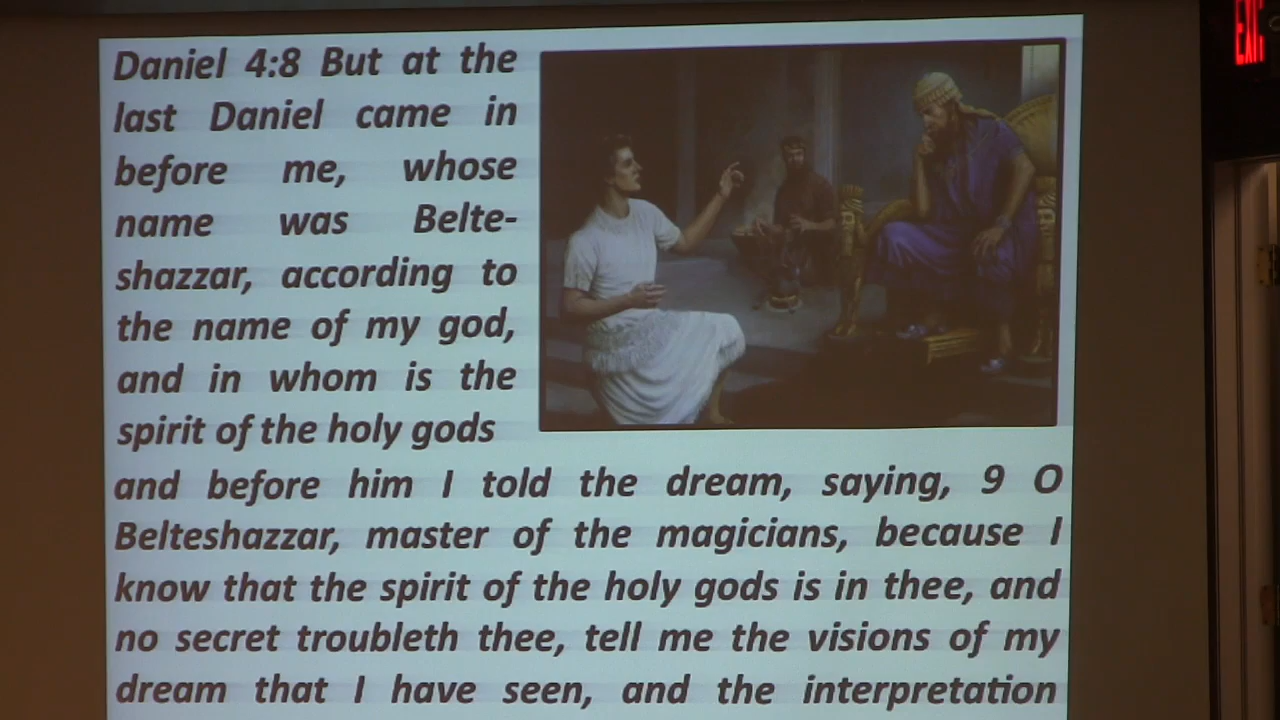 Daniel 4:8 But at the
last Daniel came in
before me, whose
name was Belte-
shazzar, according to
the name of my god,
and in whom is the
spirit of the holy gods
and before him I told the dream, saying, 9 O
Belteshazzar, master of the magicians, because I
know that the spirit of the holy gods is in thee, and
no secret troubleth thee, tell me the visions of my
dream that I have seen, and the interpretation
EXIT